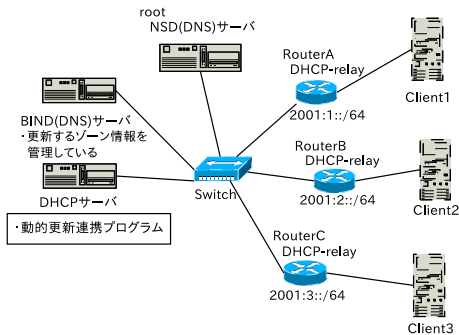 root
NSD(DNS)サーバ
RouterA
DHCP-relay
2001:1::/64
Client1
BIND(DNS)サーバ
・更新するゾーン情報を
管理している
RouterB
DHCP-relay
2001:2::/64
Client2
Switch
DHCPサーバ
・動的更新連携プログラム
RouterC
DHCP-relay
2001:3::/64
Client3